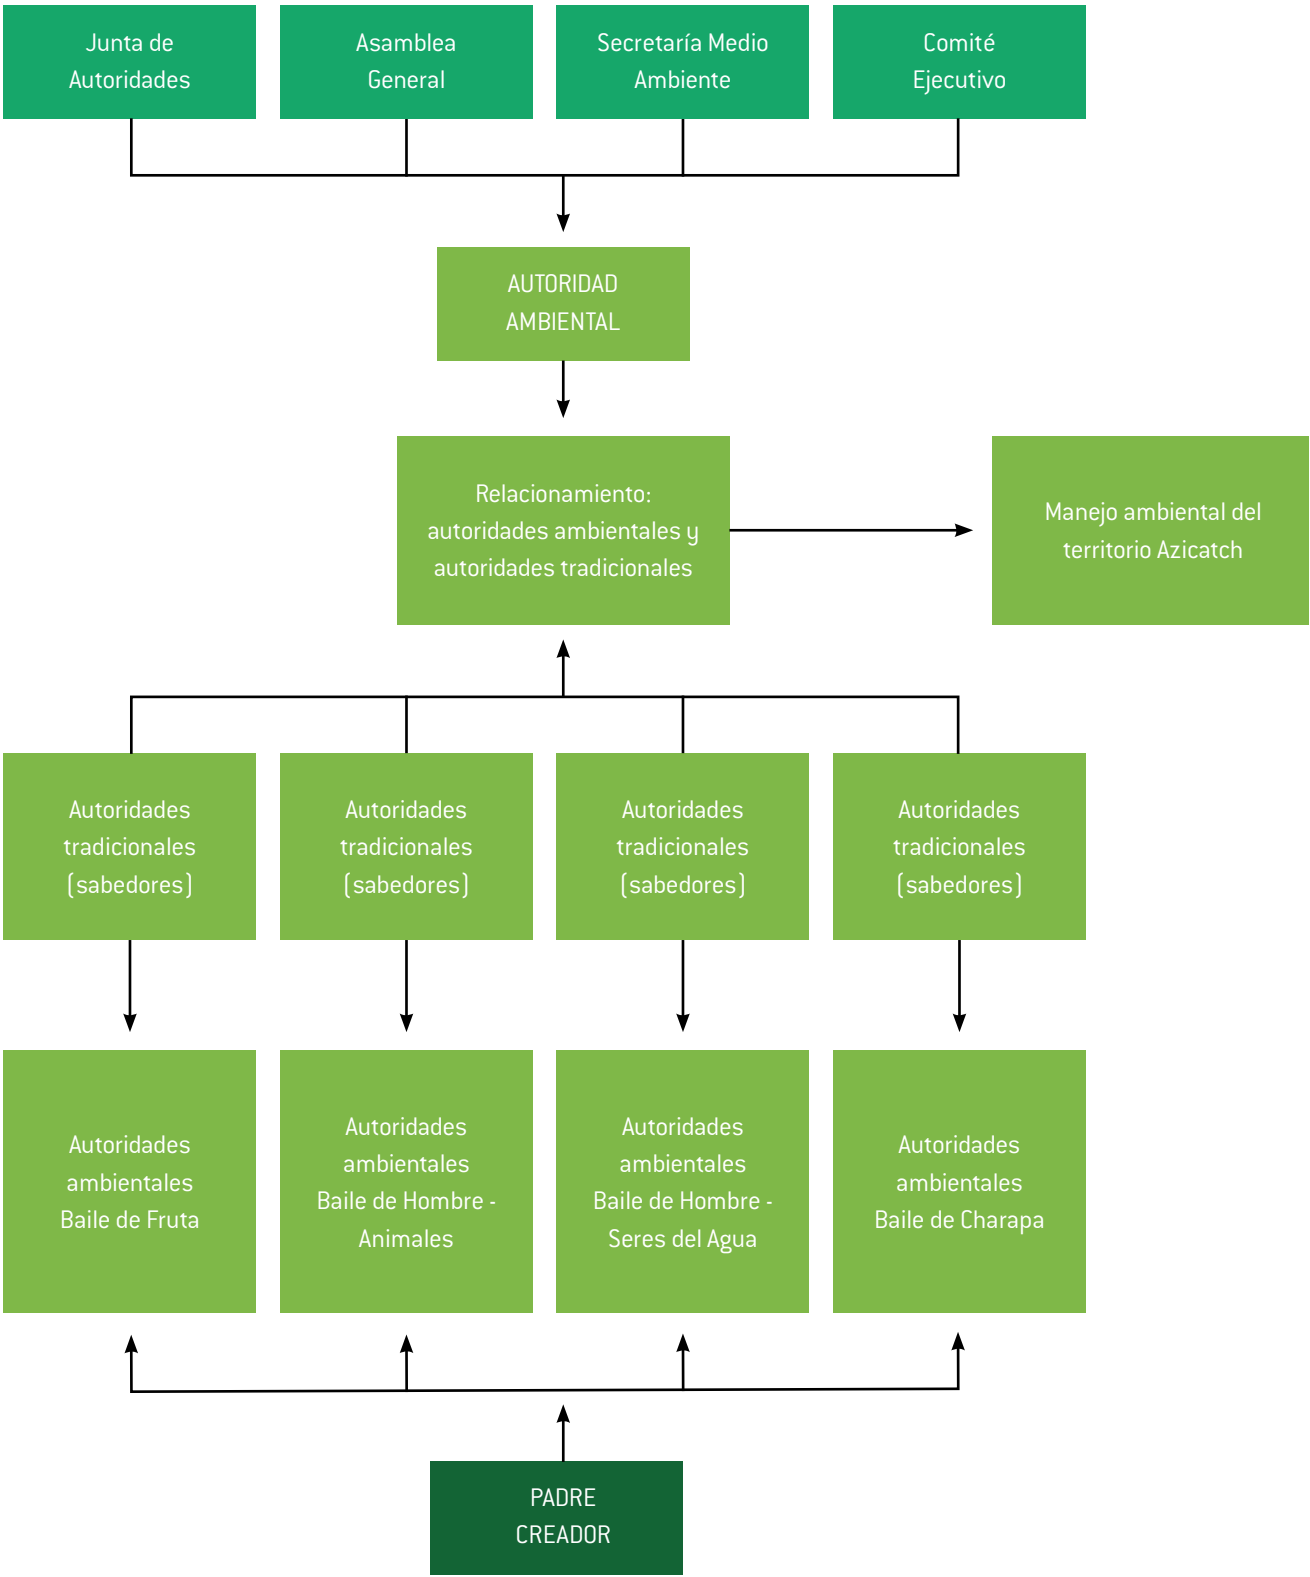 Junta de
Autoridades
Asamblea
General
Secretaría Medio
Ambiente
Comité
Ejecutivo
AUTORIDAD
AMBIENTAL
Relacionamiento:
autoridades ambientales y
autoridades tradicionales
Manejo ambiental del
territorio Azicatch
Autoridades
tradicionales
(sabedores)
Autoridades
tradicionales
(sabedores)
Autoridades
tradicionales
(sabedores)
Autoridades
tradicionales
(sabedores)
Autoridades
ambientales
Baile de Fruta
Autoridades
ambientales
Baile de Hombre -
Animales
Autoridades
ambientales
Baile de Hombre -
Seres del Agua
Autoridades
ambientales
Baile de Charapa
PADRE
CREADOR